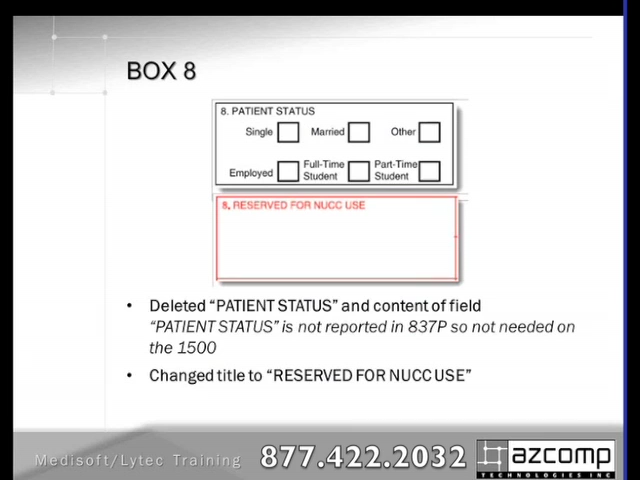 BOX 8
8. PATIENT STATUS
Single Married Other
Employed Full-Time Student Part-Time Student
8. RESERVED FOR NUCC USE
• Deleted “PATIENT STATUS” and content of field
“PATIENT STATUS” is not reported in 837P so not needed on
the 1500
• Changed title to “RESERVED FOR NUCC USE”
Medisoft/Lytec Training 877.422.2032 azcomp
TECHNOLOGIES INC